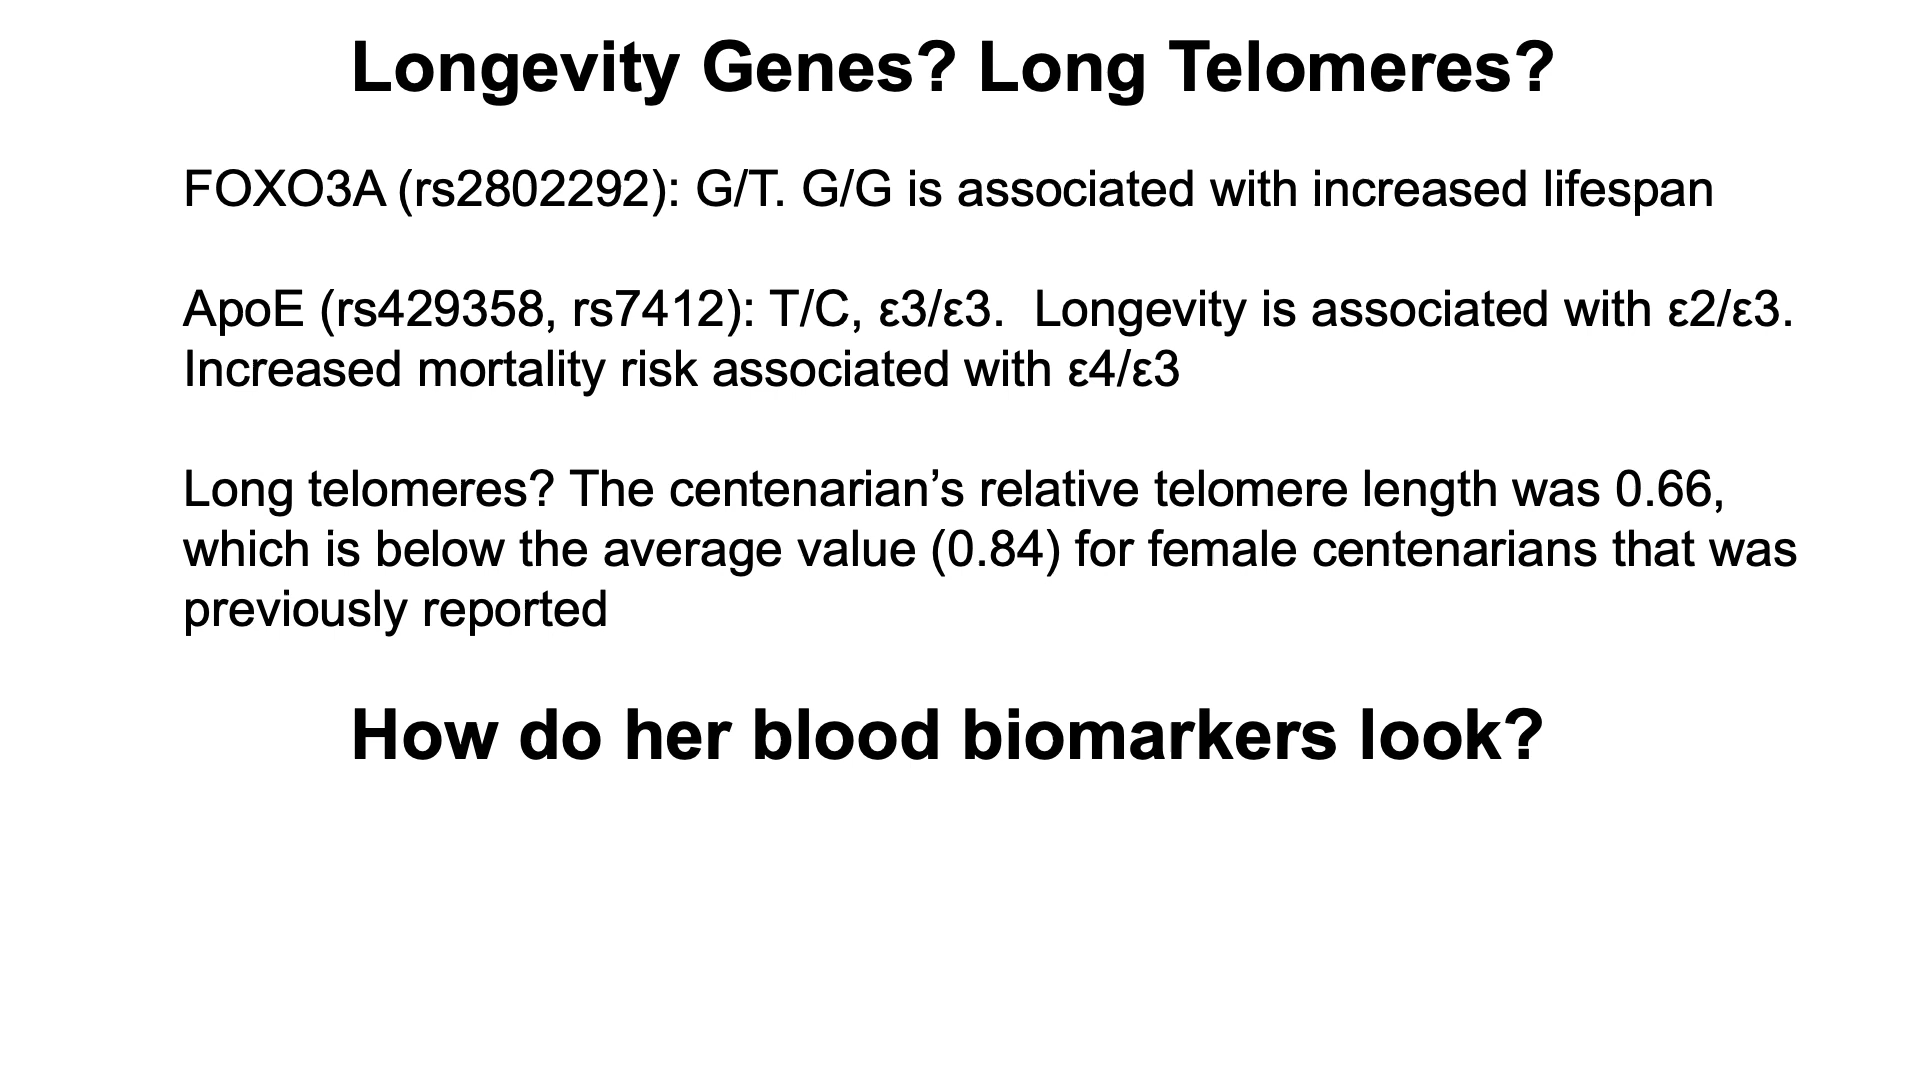 Longevity Genes? Long Telomeres?
FOXO3A (rs2802292): G/T. G/G is associated with increased lifespan
ApoE (rs429358, rs7412): T/C, ε3/ε3.  Longevity is associated with ε2/ε3.
Increased mortality risk associated with ε4/ε3
Long telomeres? The centenarian’s relative telomere length was 0.66,
which is below the average value (0.84) for female centenarians that was
previously reported
How do her blood biomarkers look?